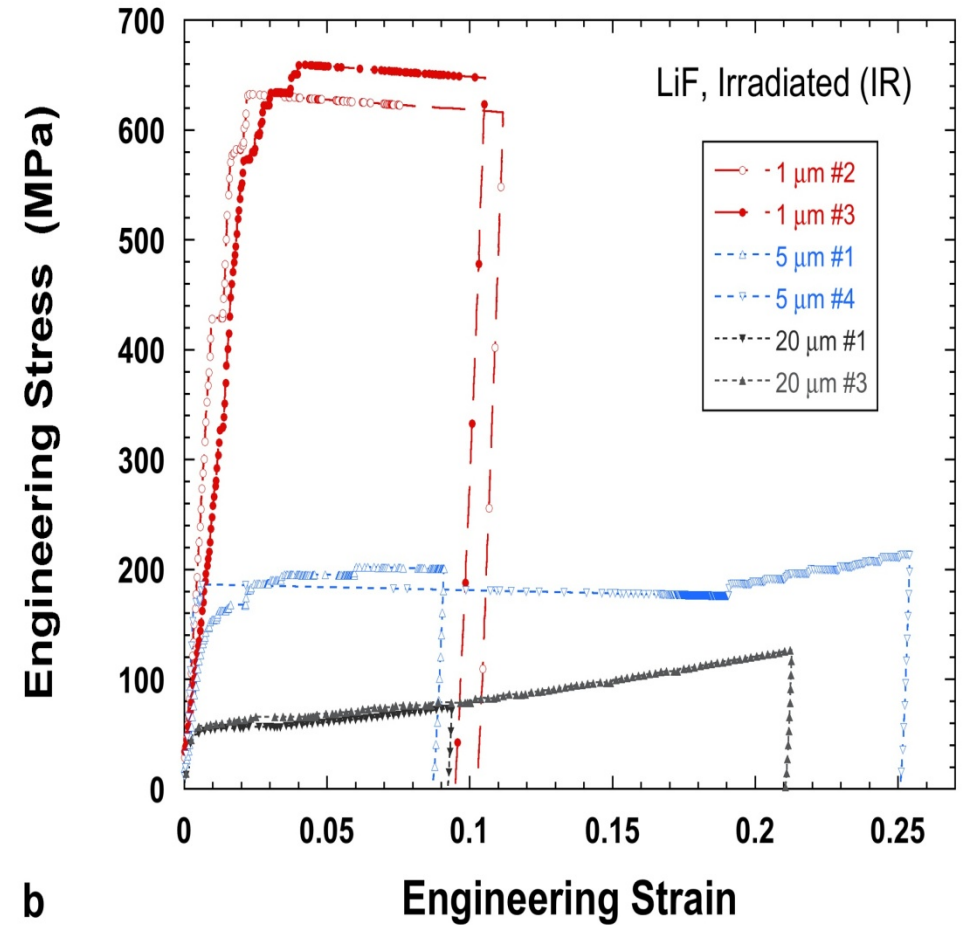 700
600
500
400
300
200
100
0
Engineering Stress (MPa)
LiF, Irradiated (IR)
1 μm #2
1 μm #3
5 μm #1
5 μm #4
20 μm #1
20 μm #3
0
0.05
0.1
0.15
0.2
0.25
Engineering Strain
b